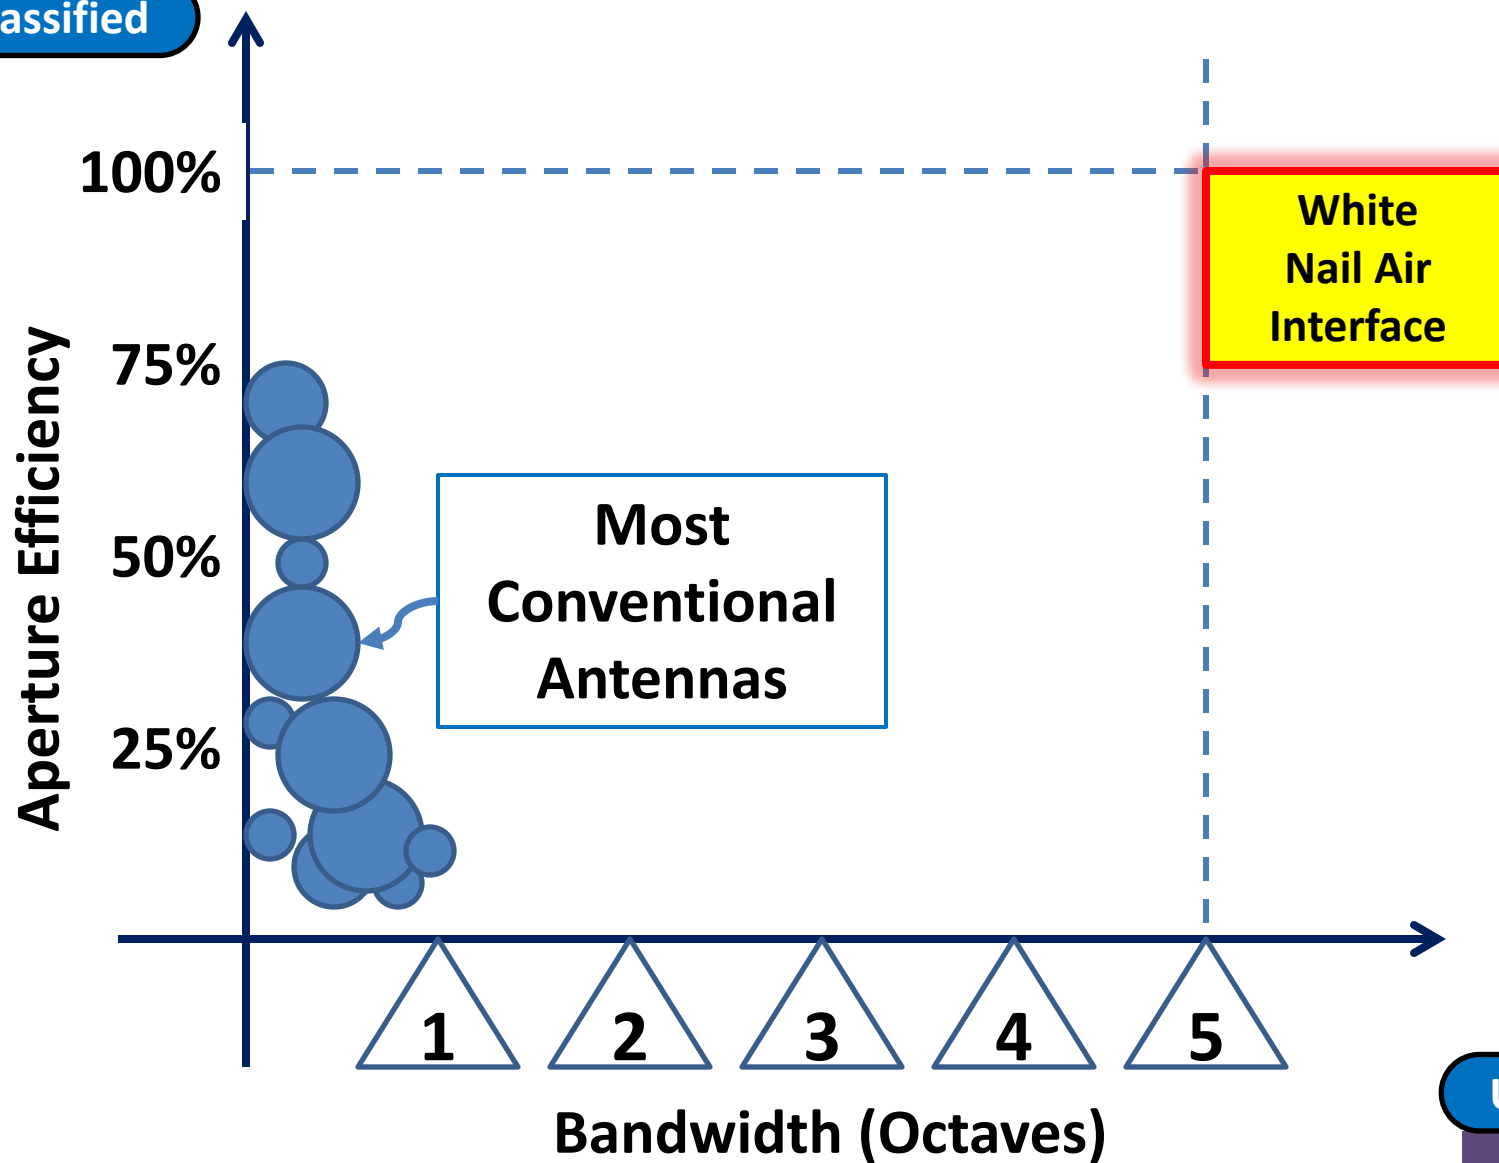 assified
100%
White
Nail Air
Interface
75%
Most
Conventional
Antennas
50%
25%
Aperture Efficiency
1 2 3 4 5
Bandwidth (Octaves)